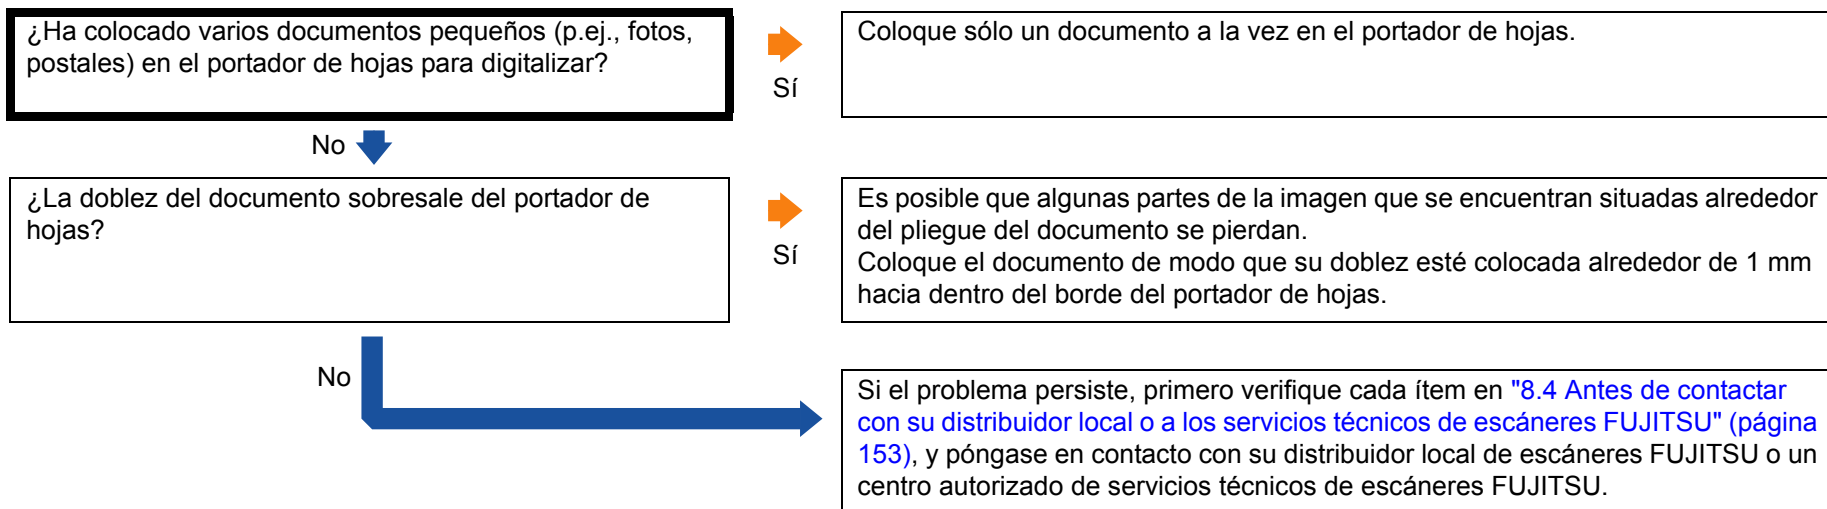 ¿Ha colocado varios documentos pequeños (p.ej., fotos,
postales) en el portador de hojas para digitalizar?
Sí
Coloque sólo un documento a la vez en el portador de hojas.
No
¿La doblez del documento sobresale del portador de
hojas?
Sí
Es posible que algunas partes de la imagen que se encuentran situadas alrededor
del pliegue del documento se pierdan.
Coloque el documento de modo que su doblez esté colocada alrededor de 1 mm
hacia dentro del borde del portador de hojas.
No
Si el problema persiste, primero verifique cada ítem en "8.4 Antes de contactar
con su distribuidor local o a los servicios técnicos de escáneres FUJITSU" (página
153), y póngase en contacto con su distribuidor local de escáneres FUJITSU o un
centro autorizado de servicios técnicos de escáneres FUJITSU.